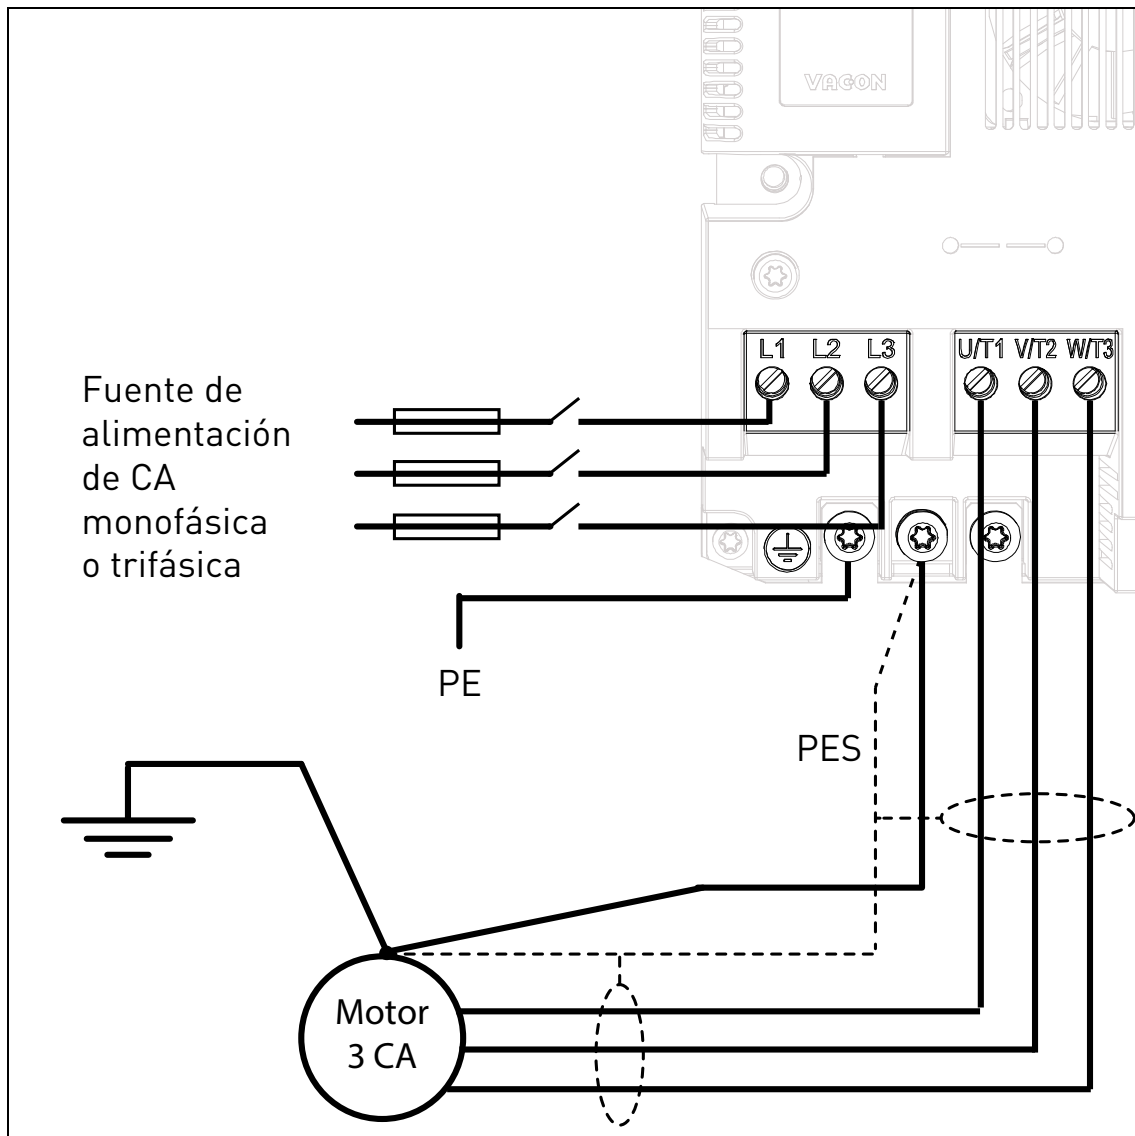 VACON
L1 L2 L3
U/T1 V/T2 W/T3
Fuente de
alimentación
de CA
monofásica
o trifásica
PE
PES
Motor
3 CA